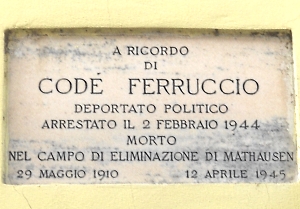 A RICORDO
DI
CODÉ FERRUCCIO
DEPORTATO POLITICO
ARRESTATO IL 2 FEBBRAIO 1944
MORTO
NEL CAMPO DI ELIMINAZIONE DI MATHAUSEN
29 MAGGIO 1910 12 APRILE 1945